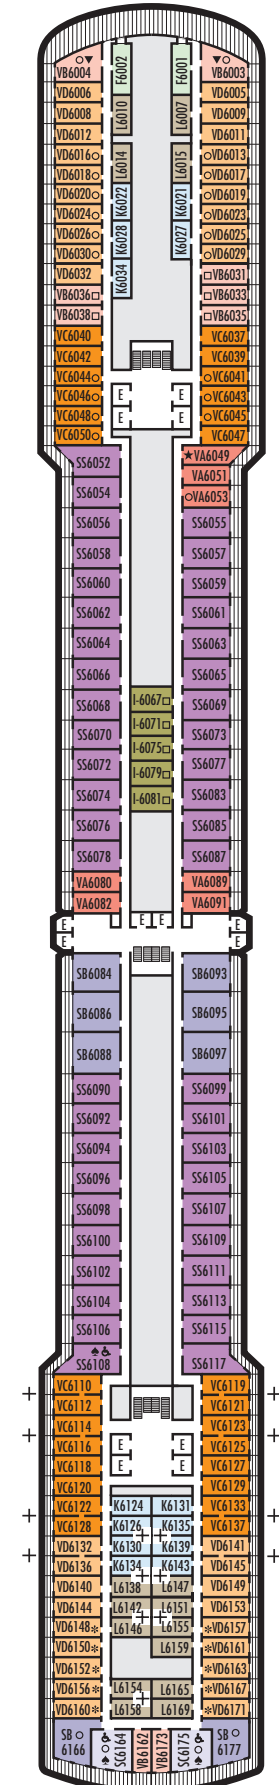 ○▼ F6002 F6001 ▼○
VB6004 VB6003
VD6006 L6010 L6007 VD6005
VD6008 VD6009
VD6012 VD6011
VD6016○ L6014 L6015 ○VD6013
VD6018○ ○VD6017
VD6020○ K6022 K6021 ○VD6019
VD6024○ ○VD6023
VD6026○ K6028 K6027 ○VD6025
VD6030○ ○VD6029
VD6032 K6034 □VB6031
VB6036□ □VB6033
VB6038□ □VB6035
VC6040 VC6037
VC6042 VC6039
VC6044○ ○VC6041
VC6046○ E E ○VC6043
VC6048○ E E ○VC6045
VC6050○ VC6047
SS6052 ★VA6049
VA6051
SS6054 ○VA6053
SS6056 SS6055
SS6058 SS6057
SS6060 SS6059
SS6062 SS6061
SS6064 SS6063
SS6066 SS6065
SS6068 I-6067□ SS6069
I-6071□
SS6070 SS6073
I-6075□
SS6072 I-6079□ SS6077
SS6074 I-6081□ SS6083
SS6076 SS6085
SS6078 SS6087
VA6080 VA6089
VA6082 VA6091
E E E E
E E
SB6084 SB6093
SB6086 SB6095
SB6088 SB6097
SS6090 SS6099
SS6092 SS6101
SS6094 SS6103
SS6096 SS6105
SS6098 SS6107
SS6100 SS6109
SS6102 SS6111
SS6104 SS6113
SS6106 SS6115
♠♿
SS6108 SS6117
VC6110 VC6119
VC6112 VC6121
VC6114 VC6123
VC6116 E E VC6125
VC6118 E E VC6127
VC6120 VC6129
VC6122 K6124 K6131 VC6133
VC6128 K6126 K6135 VC6137
VD6132 K6130 K6139 VD6141
VD6136 K6134 K6143 VD6145
VD6140 L6138 L6147 VD6149
VD6144 L6142 L6151 VD6153
VD6148✻ L6146 L6155 ✻VD6157
VD6150✻ L6159 ✻VD6161
VD6152✻ ✻VD6163
VD6156✻ L6154 L6165 ✻VD6167
VD6160✻ L6158 L6169 ✻VD6171
SB ○ SC6164 ♠○♿ VB6162 VB6173 SC6175 ♠○♿ ○ SB
6166 6177